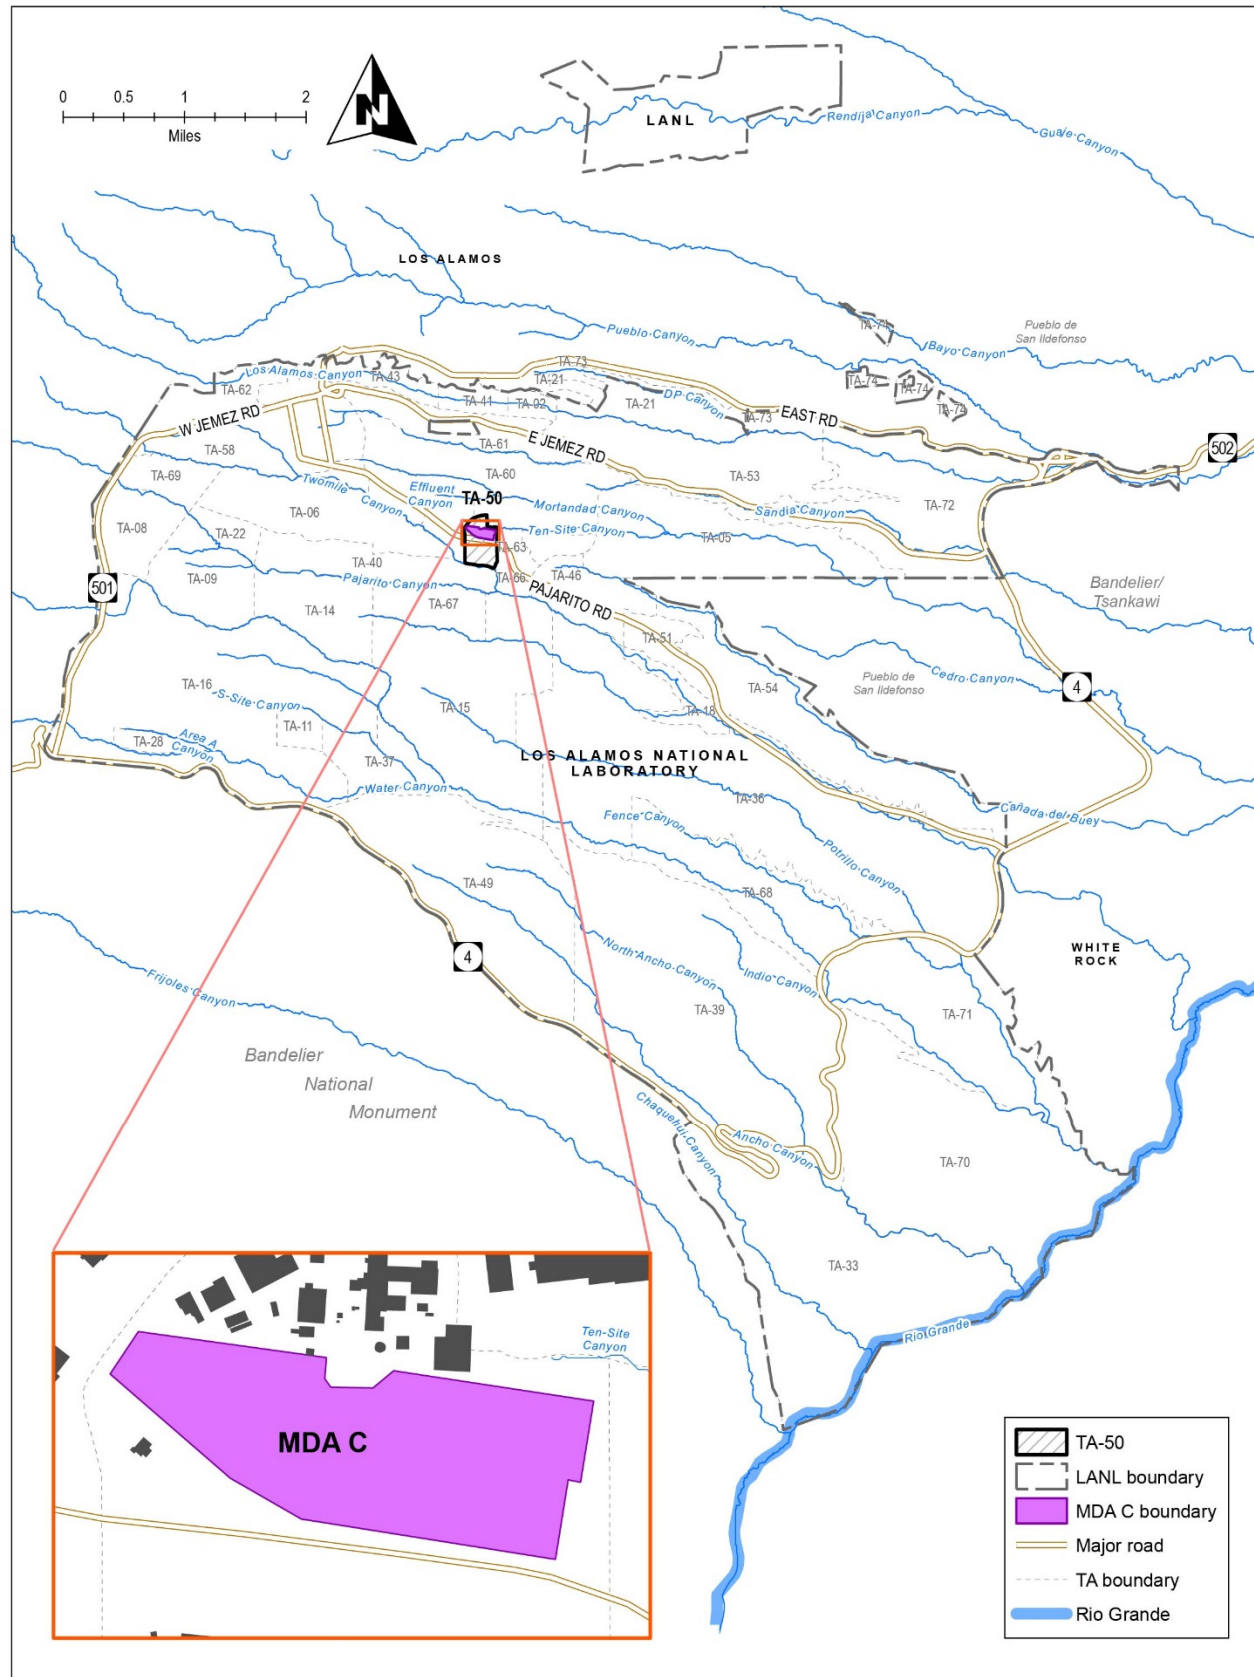 0 0.5 1 2
Miles
N
LANL
Rendija Canyon
Guaje Canyon
LOS ALAMOS
Pueblo Canyon
TA-74
Bayo Canyon
Pueblo de
San Ildefonso
TA-73
TA-43
Los Alamos Canyon
TA-62
TA-21
TA-41
TA-02
TA-21
DP Canyon
TA-73
TA-74
TA-74
TA-74
EAST RD
502
W JEMEZ RD
E JEMEZ RD
TA-58
TA-61
TA-69
TA-60
TA-53
TA-72
Twomile
Canyon
Effluent
Canyon
TA-50
Mortandad Canyon
Sandia Canyon
TA-08
TA-22
TA-06
Ten-Site Canyon
TA-05
TA-63
TA-40
TA-09
Pajarito Canyon
TA-66
TA-46
501
TA-14
TA-67
PAJARITO RD
Bandelier/
Tsankawi
TA-51
Cedro Canyon
Pueblo de
San Ildefonso
TA-54
4
TA-16
S-Site Canyon
TA-15
TA-18
TA-11
Area A
Canyon
TA-28
TA-37
LOS ALAMOS NATIONAL
LABORATORY
Water Canyon
TA-36
Fence Canyon
Cañada del Buey
Potrillo Canyon
TA-49
TA-68
4
North Ancho Canyon
Indio Canyon
WHITE
ROCK
Frijoles Canyon
TA-39
TA-71
Bandelier
National
Monument
Chaquehui Canyon
Ancho Canyon
TA-70
TA-33
Rio Grande
Ten-Site
Canyon
MDA C
TA-50
LANL boundary
MDA C boundary
Major road
TA boundary
Rio Grande